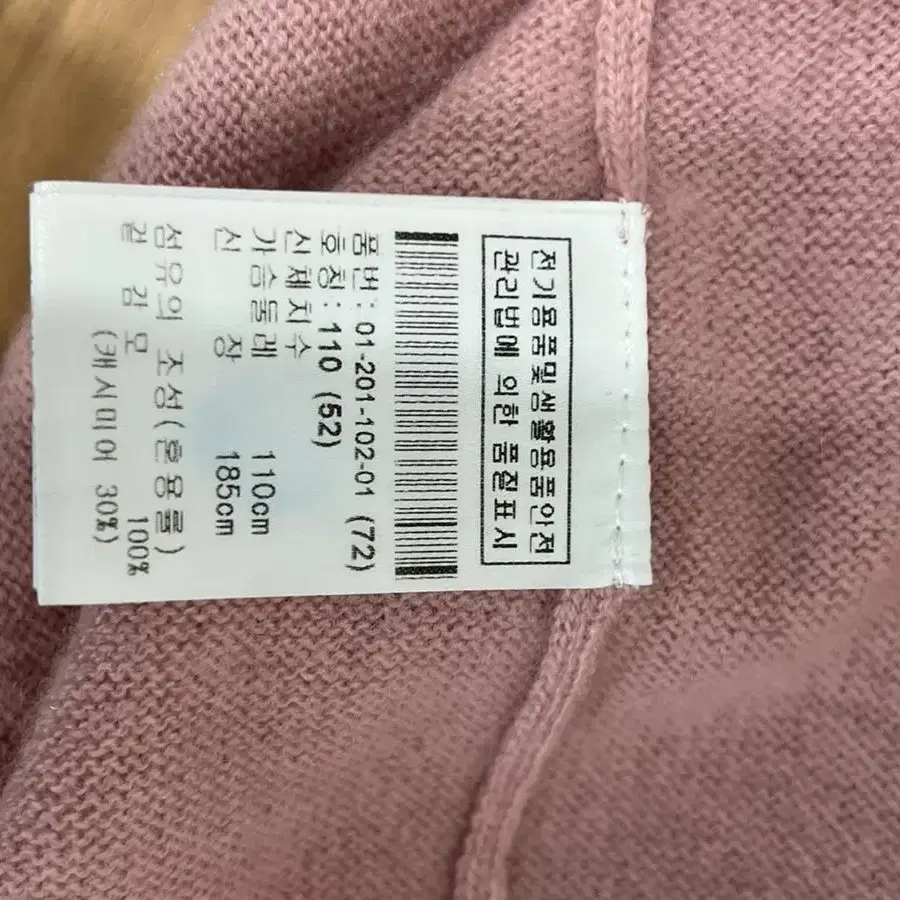 전기용품및생활용품안전
관리법에 의한 품질표시
품번: 01-201-102-01 (72)
호칭: 110 (52)
신체치수
가슴둘레 110cm
신 장 185cm
섬유의 조성(혼용률)
겉 감 모 100%
(캐시미어 30%)